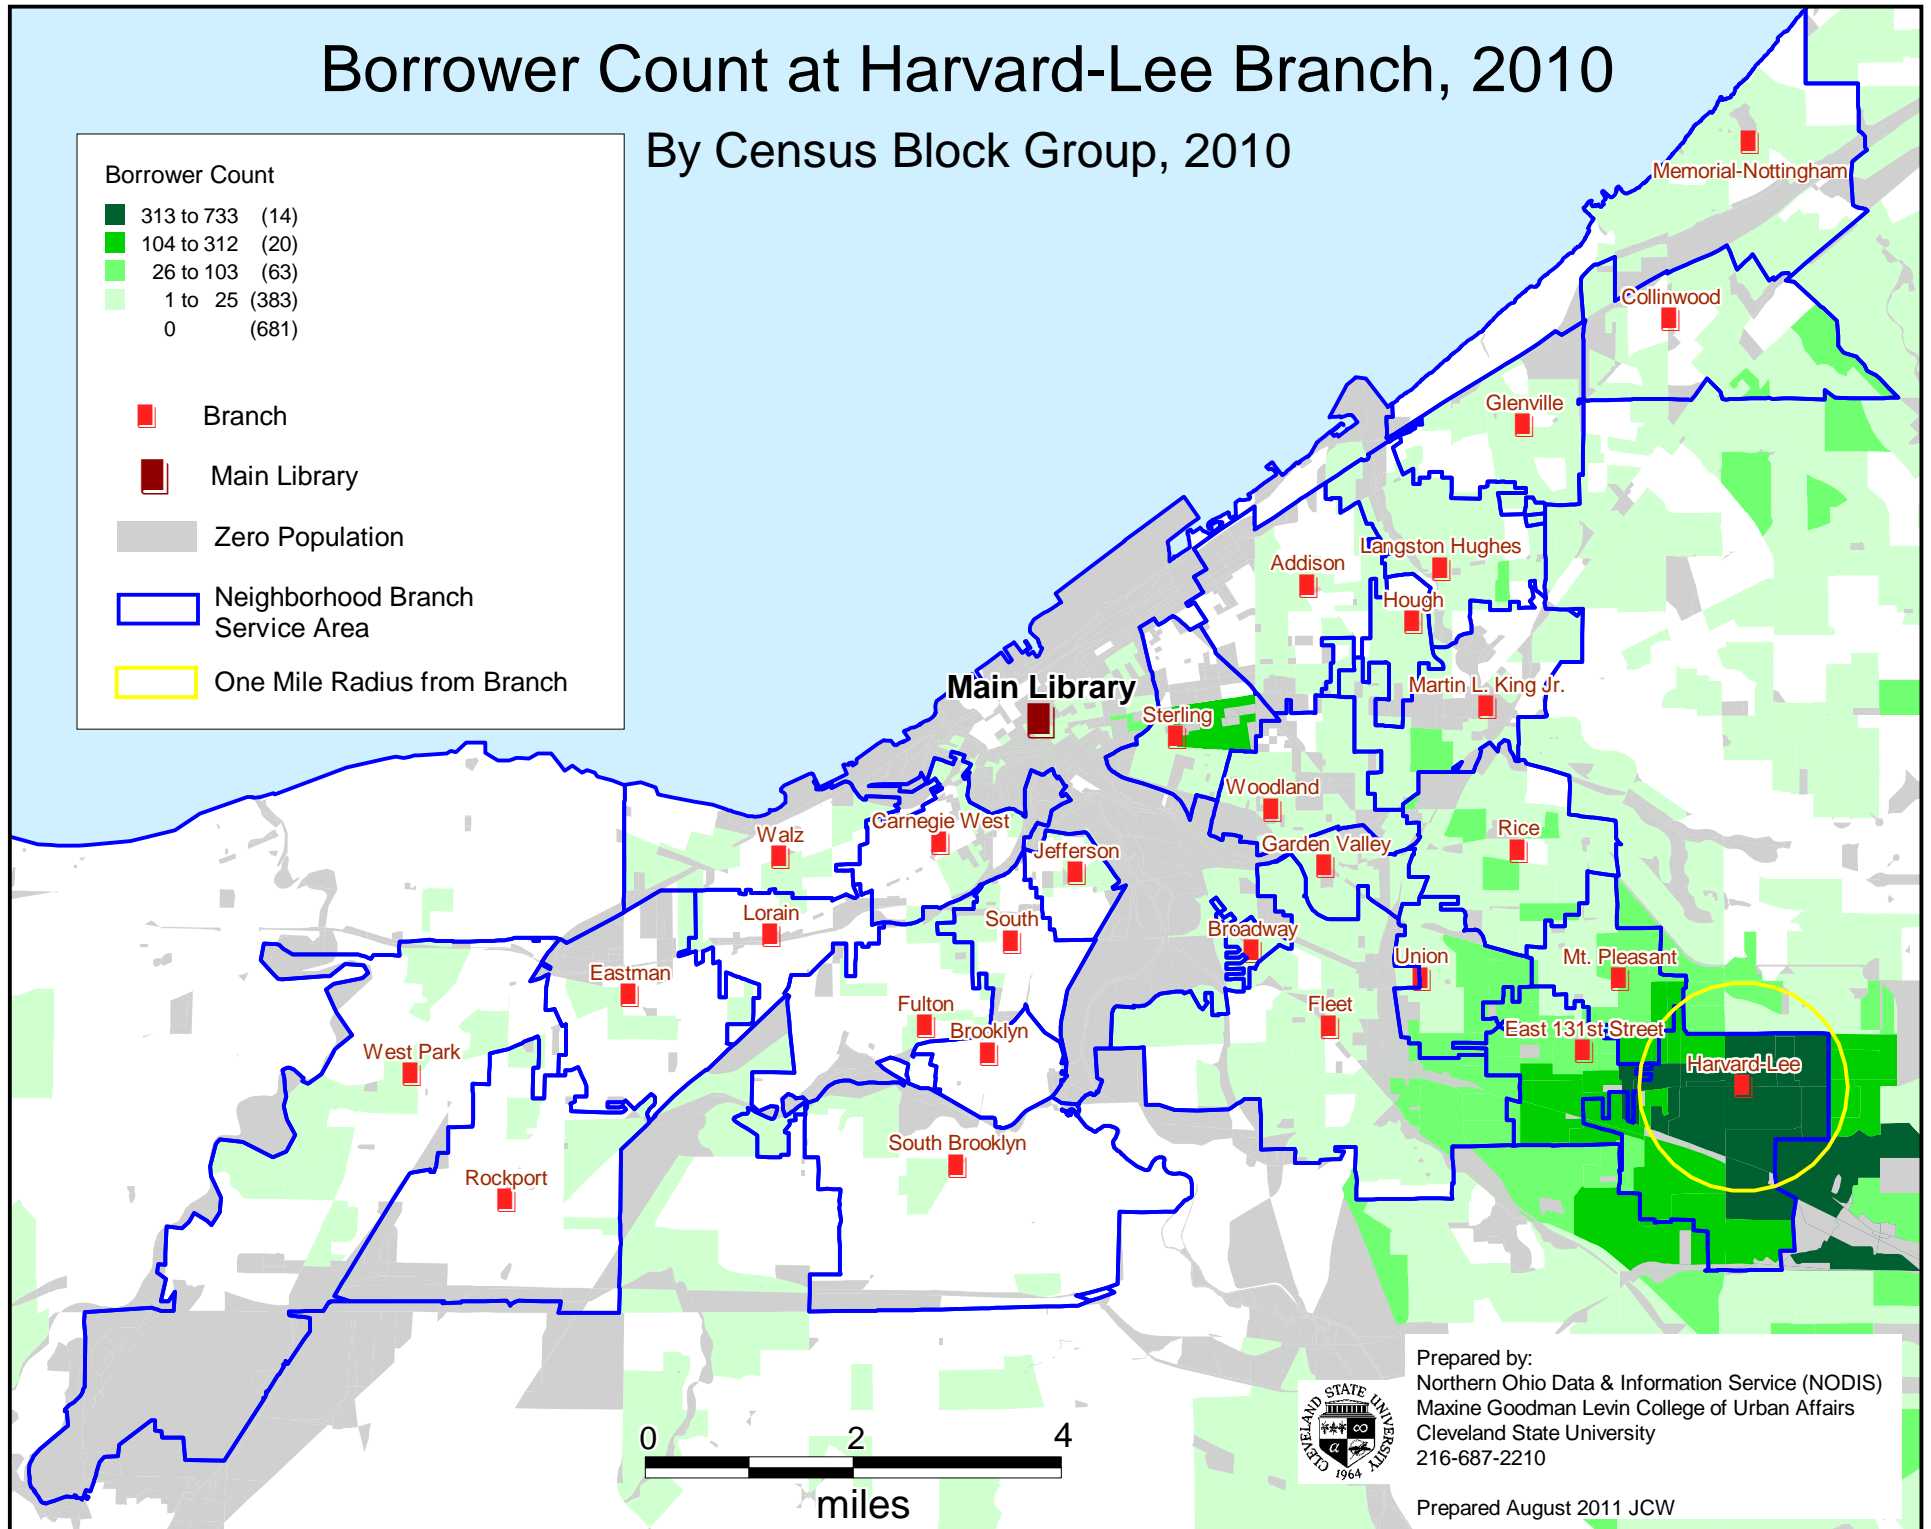 Borrower Count at Harvard-Lee Branch, 2010
By Census Block Group, 2010
Borrower Count
313 to 733 (14)
104 to 312 (20)
26 to 103 (63)
1 to 25 (383)
0 (681)
Branch
Main Library
Zero Population
Neighborhood Branch
Service Area
One Mile Radius from Branch
Memorial-Nottingham
Collinwood
Glenville
Langston Hughes
Addison
Hough
Main Library
Martin L. King Jr.
Sterling
Woodland
Carnegie West
Walz
Rice
Garden Valley
Jefferson
Lorain
South
Broadway
Union
Mt. Pleasant
Eastman
Fulton
Fleet
Brooklyn
East 131st Street
West Park
Harvard-Lee
South Brooklyn
Rockport
0 2 4
miles
CLEVELAND STATE UNIVERSITY
1964
Prepared by:
Northern Ohio Data & Information Service (NODIS)
Maxine Goodman Levin College of Urban Affairs
Cleveland State University
216-687-2210
Prepared August 2011 JCW